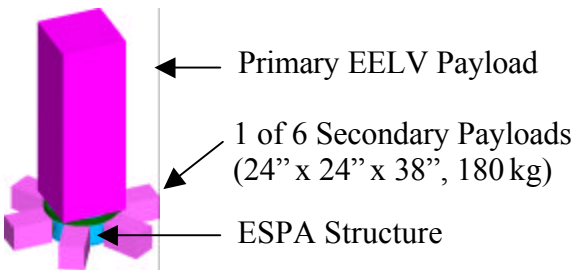 Primary EELV Payload
1 of 6 Secondary Payloads
(24” x 24” x 38”, 180 kg)
ESPA Structure